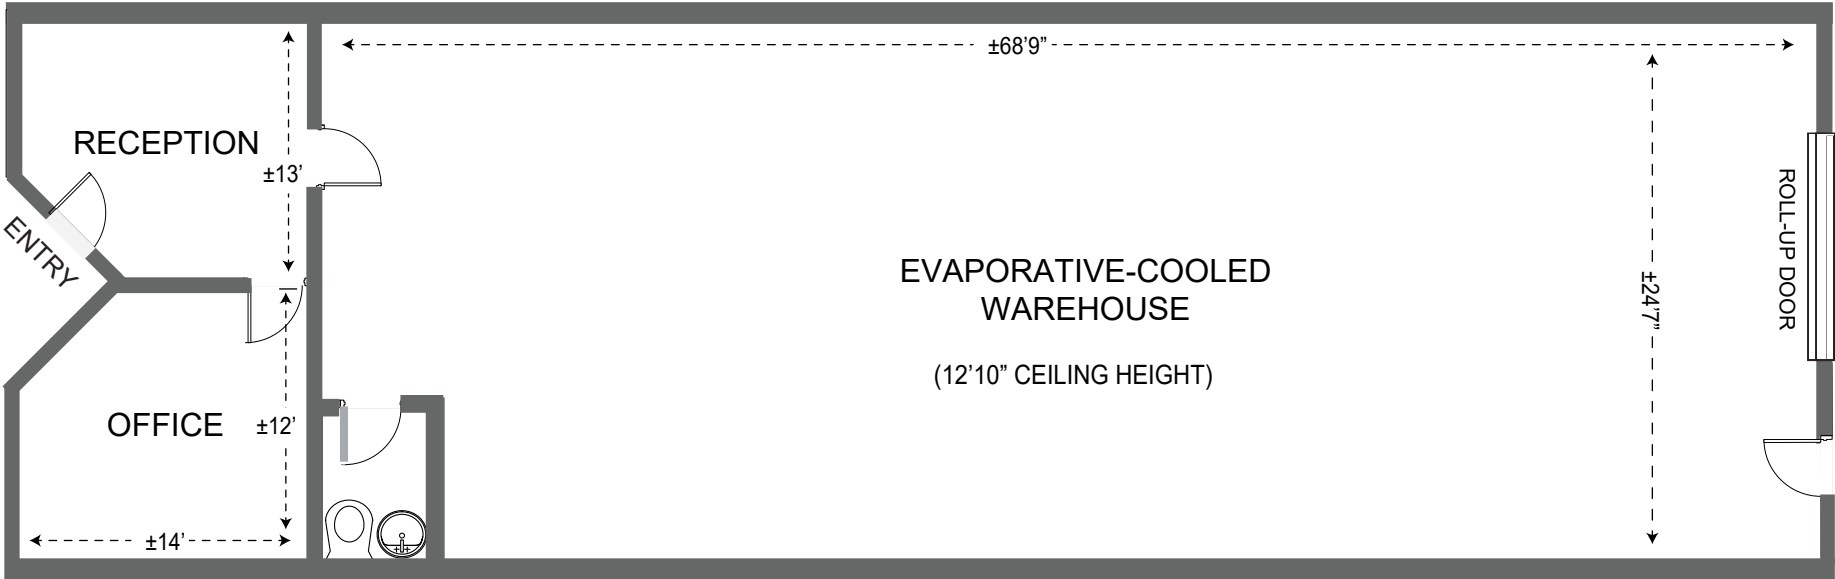 ±68’9”
RECEPTION
±13’
ENTRY
EVAPORATIVE-COOLED
WAREHOUSE
(12’10” CEILING HEIGHT)
±24’7”
ROLL-UP DOOR
OFFICE
±12’
±14’